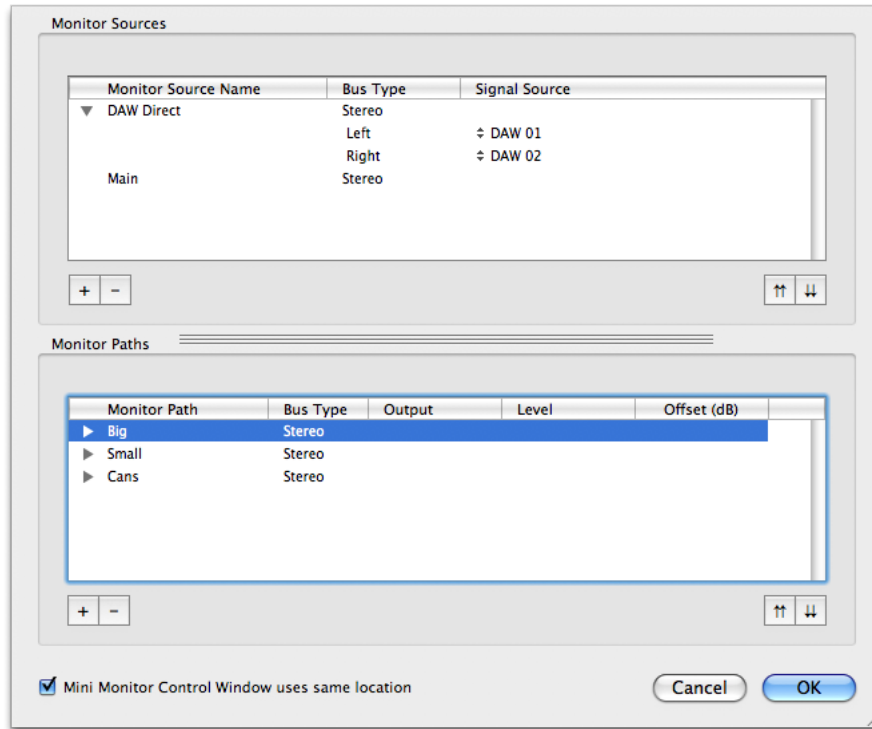 Monitor Sources
Monitor Source Name Bus Type Signal Source
DAW Direct Stereo
Left DAW 01
Right DAW 02
Main Stereo
+ -
Monitor Paths
Monitor Path Bus Type Output Level Offset (dB)
Big Stereo
Small Stereo
Cans Stereo
+ -
Mini Monitor Control Window uses same location Cancel OK